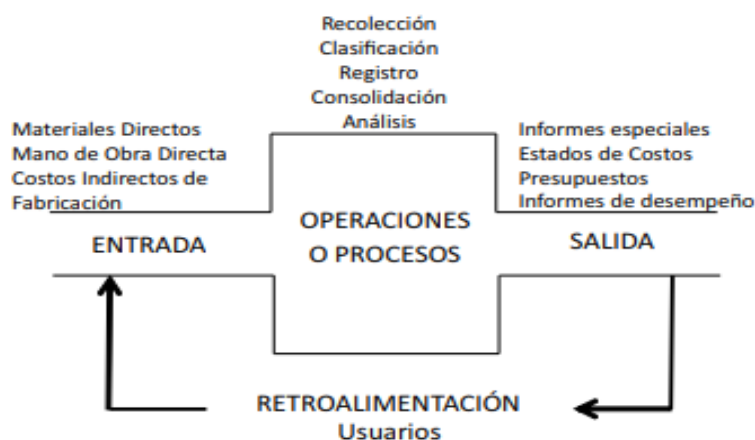 Recolección
Clasificación
Registro
Consolidación
Análisis
Materiales Directos
Mano de Obra Directa
Costos Indirectos de
Fabricación
Informes especiales
Estados de Costos
Presupuestos
Informes de desempeño
ENTRADA
OPERACIONES
O PROCESOS
SALIDA
RETROALIMENTACIÓN
Usuarios